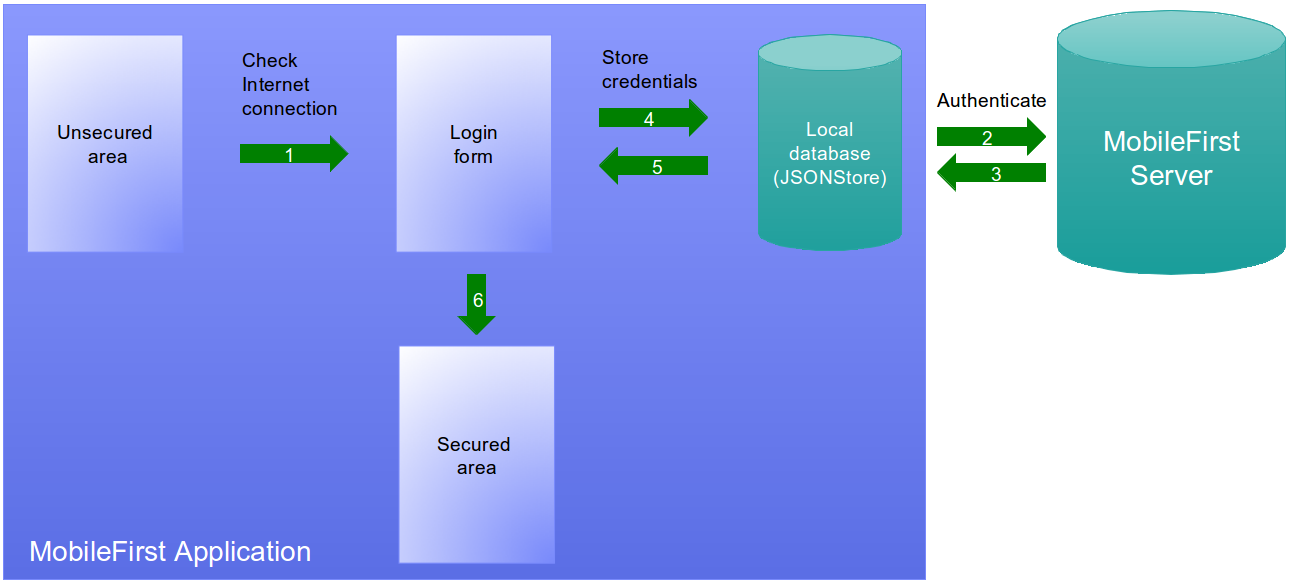 Unsecured
area
Check
Internet
connection
1
Login
form
Store
credentials
4
5
Local
database
(JSONStore)
Authenticate
2
3
MobileFirst
Server
6
Secured
area
MobileFirst Application